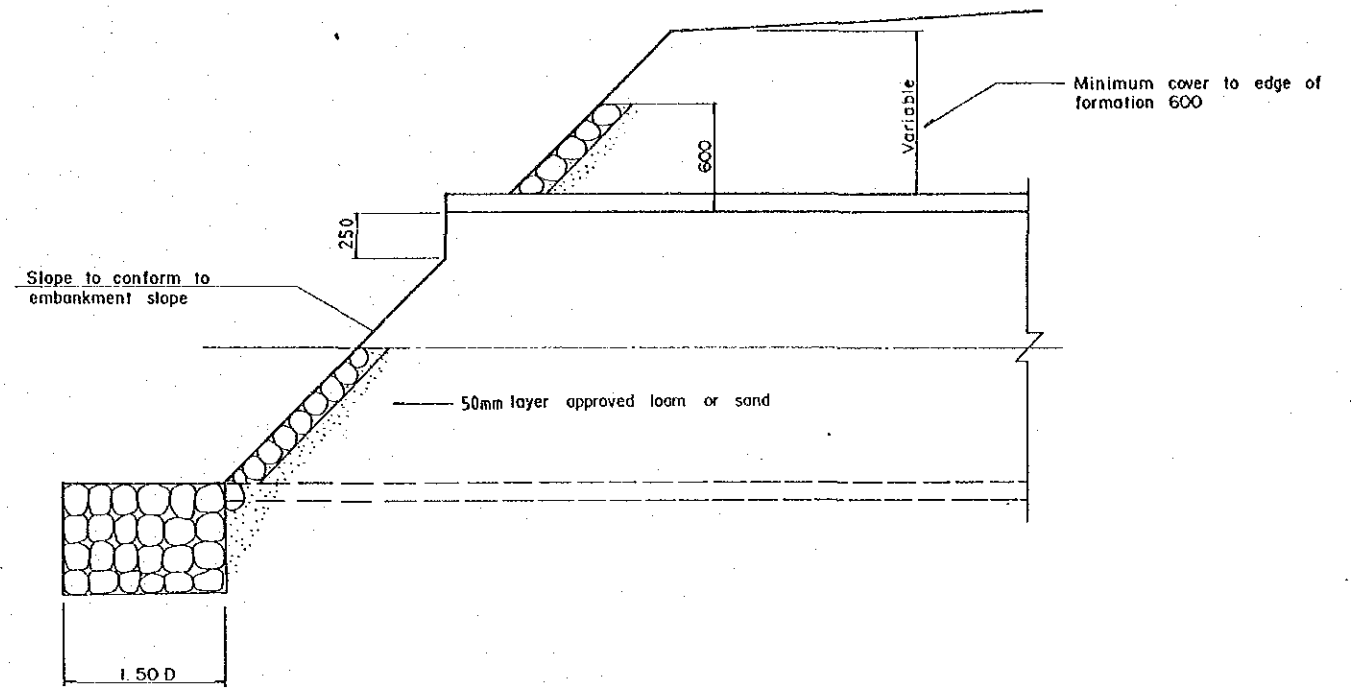 Minimum cover to edge of
formation 600
Variable
600
250
Slope to conform to
embankment slope
50mm layer approved loam or sand
1.50 D